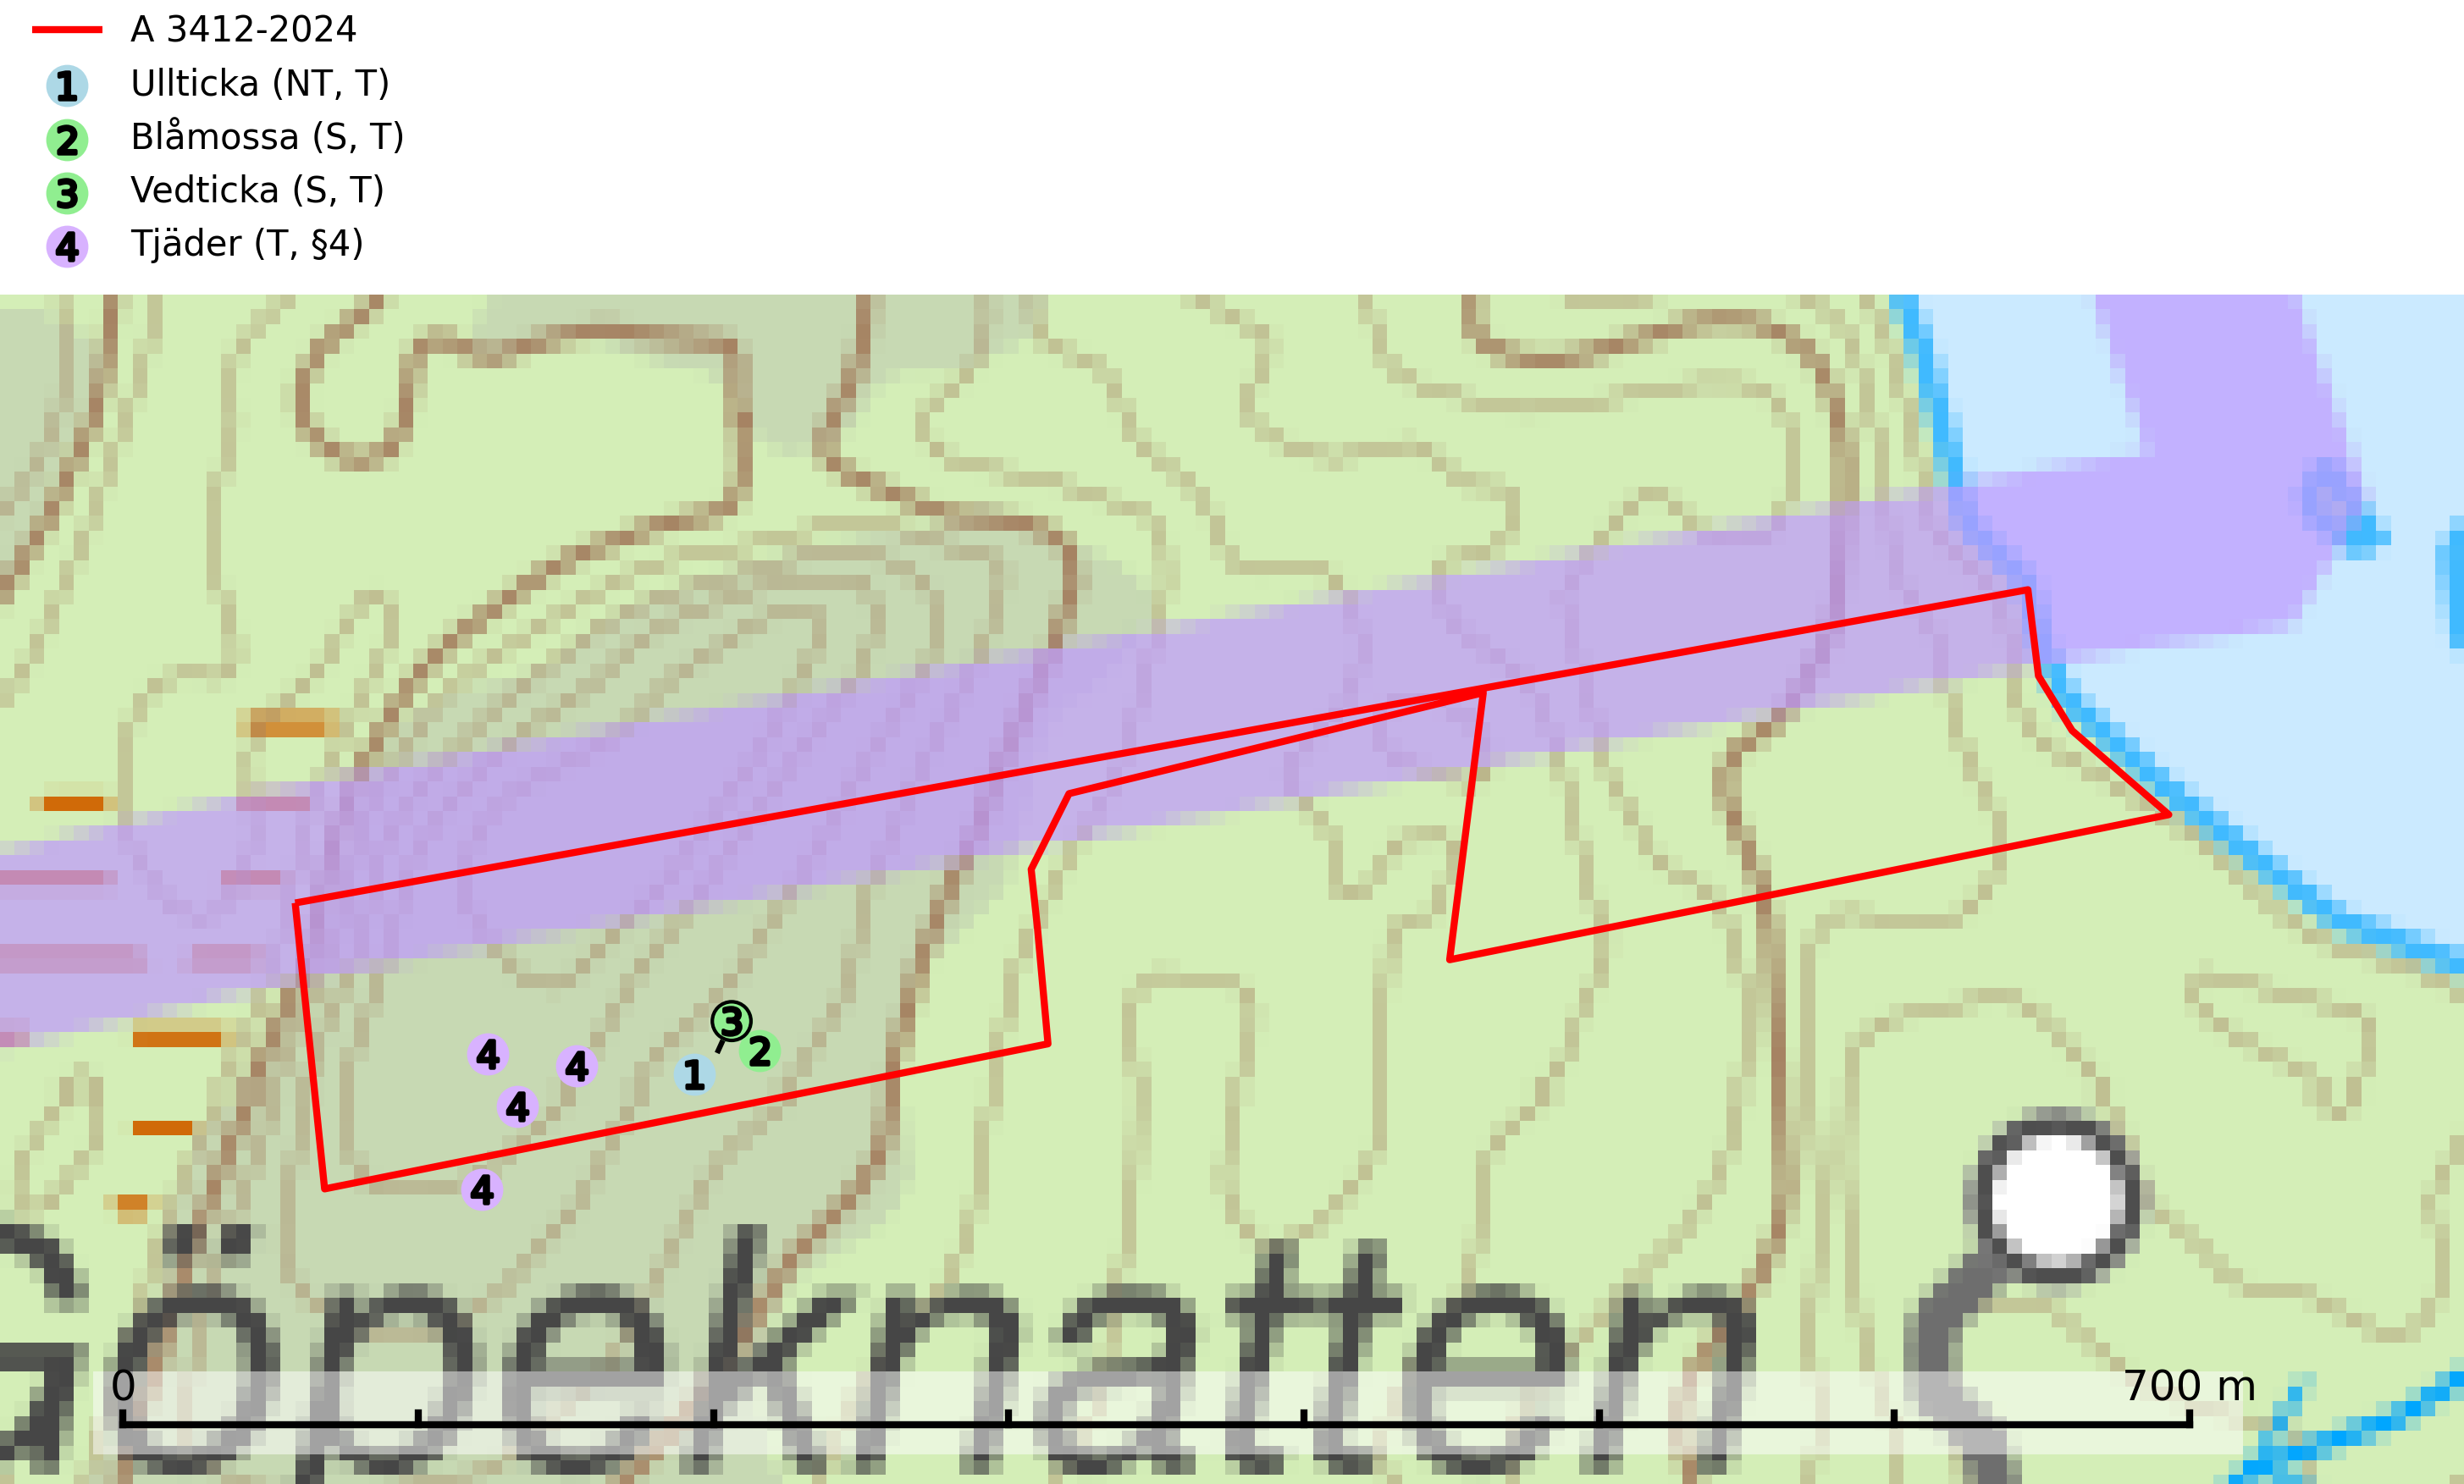 A 3412-2024
1 Ullticka (NT, T)
2 Blåmossa (S, T)
3 Vedticka (S, T)
4 Tjäder (T, §4)
3
4 4 1 2
4
4
Göpeknatten
0 700 m